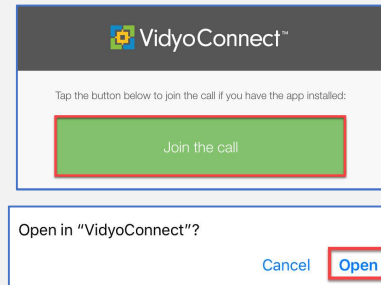 VidyoConnect™
Tap the button below to join the call if you have the app installed:
Join the call
Open in “VidyoConnect”?
Cancel Open